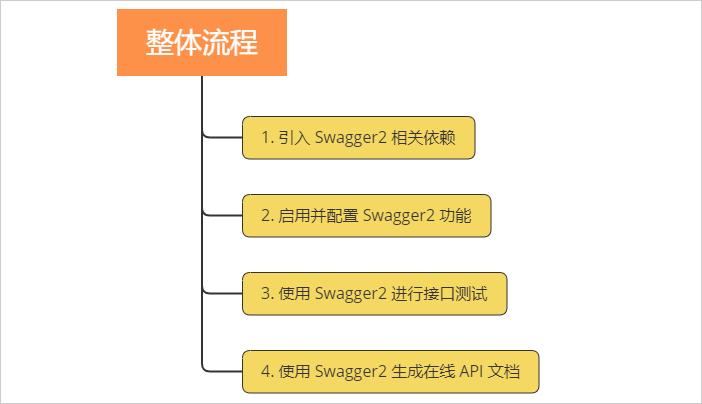 整体流程
1. 引入 Swagger2 相关依赖
2. 启用并配置 Swagger2 功能
3. 使用 Swagger2 进行接口测试
4. 使用 Swagger2 生成在线 API 文档